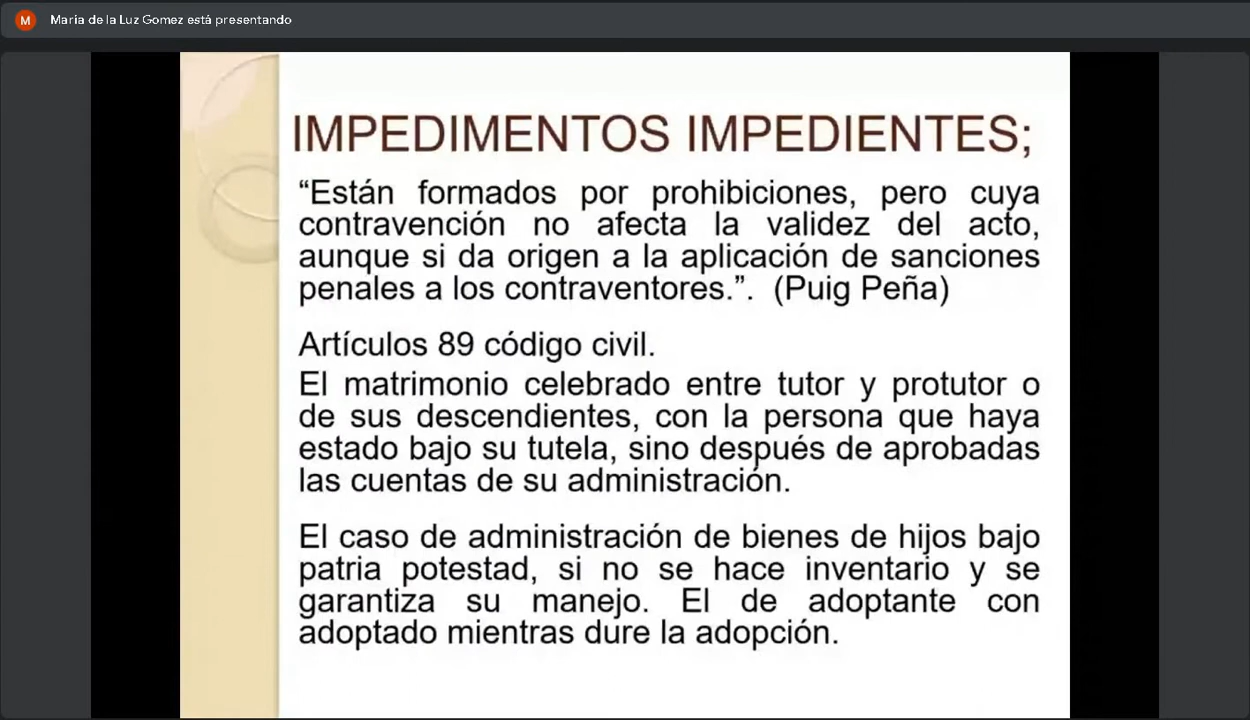 M
Maria de la Luz Gomez está presentando
IMPEDIMENTOS IMPEDIENTES;
“Están formados por prohibiciones, pero cuya
contravención no afecta la validez del acto,
aunque si da origen a la aplicación de sanciones
penales a los contraventores.”. (Puig Peña)
Artículos 89 código civil.
El matrimonio celebrado entre tutor y protutor o
de sus descendientes, con la persona que haya
estado bajo su tutela, sino después de aprobadas
las cuentas de su administración.
El caso de administración de bienes de hijos bajo
patria potestad, si no se hace inventario y se
garantiza su manejo. El de adoptante con
adoptado mientras dure la adopción.